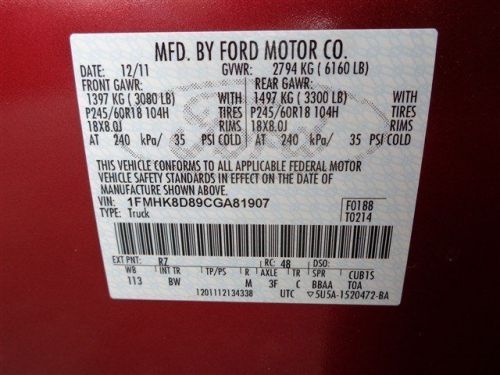 MFD. BY FORD MOTOR CO.
DATE: 12/11 GVWR: 2794 KG ( 6160 LB)
FRONT GAWR: REAR GAWR:
1397 KG ( 3080 LB) WITH 1497 KG ( 3300 LB) WITH
P245/60R18 104H TIRES P245/60R18 104H TIRES
18X8.0J RIMS 18X8.0J RIMS
AT 240 kPa/ 35 PSI COLD AT 240 kPa/ 35 PSI COLD
THIS VEHICLE CONFORMS TO ALL APPLICABLE FEDERAL MOTOR
VEHICLE SAFETY STANDARDS IN EFFECT ON THE DATE OF
MANUFACTURE SHOWN ABOVE.
VIN: 1FMHK8D89CGA81907 F0188
TYPE: Truck T0214
EXT PNT: RZ RC: 48 DSO:
WB INT TR TP/PS R AXLE TR SPR CUB1S
113 BW M 3F C BBAA TOA
1201112134338 UTC ▽5U5A-1520472-BA